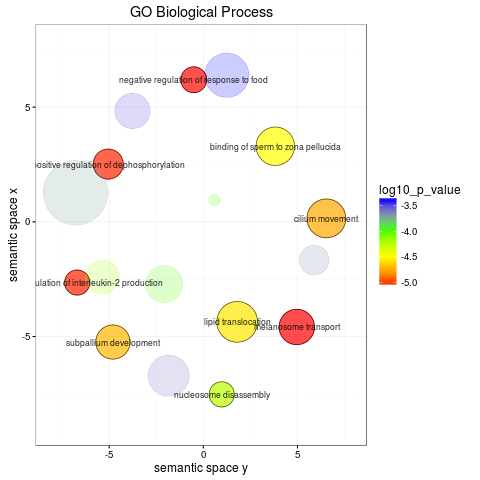 GO Biological Process
negative regulation of response to food
binding of sperm to zona pellucida
positive regulation of dephosphorylation
cilium movement
ulation of interleukin-2 production
lipid translocation
melanosome transport
subpallium development
nucleosome disassembly
5
0
-5
-5
0
5
semantic space x
semantic space y
log10_p_value
-3.5
-4.0
-4.5
-5.0